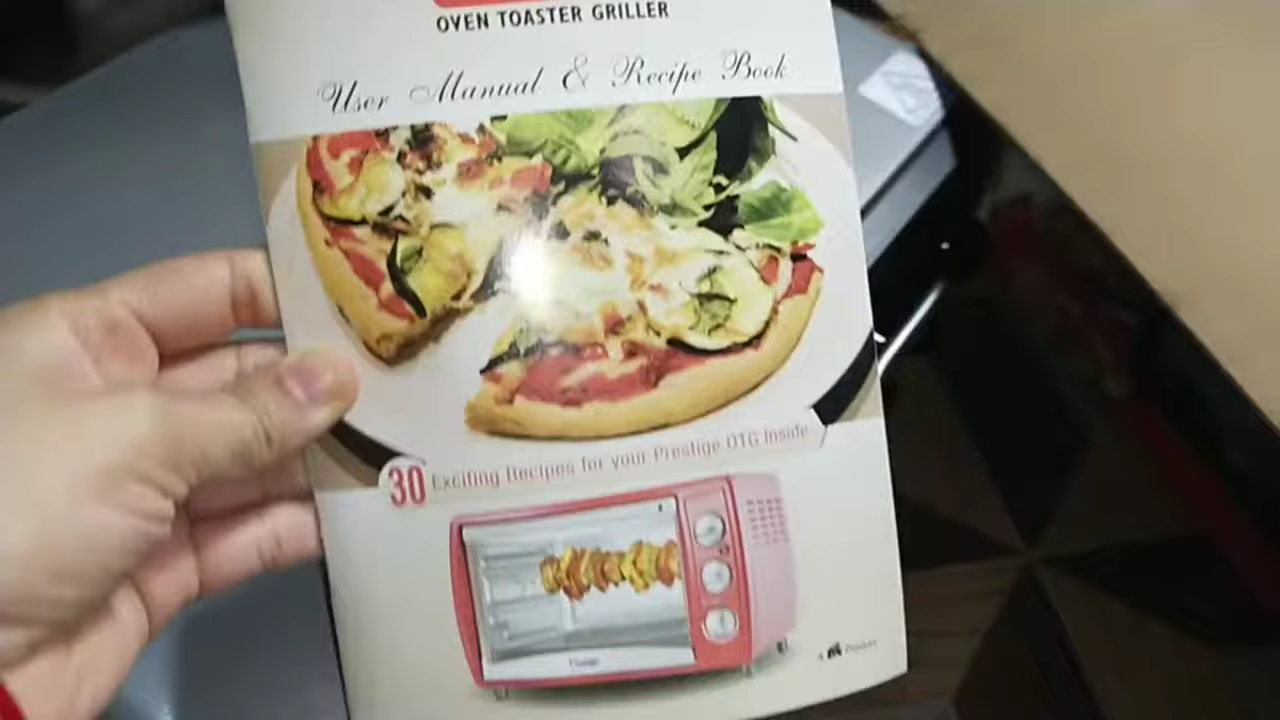 OVEN TOASTER GRILLER
User Manual & Recipe Book
30 Exciting Recipes for your Prestige OTG Inside
A